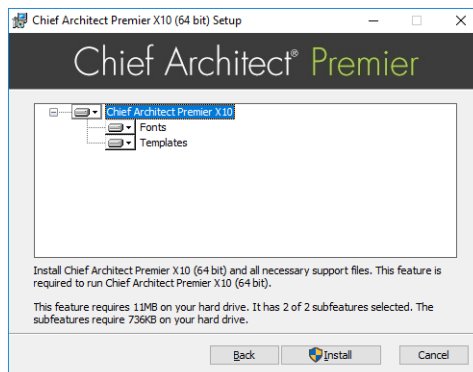 Chief Architect Premier X10 (64 bit) Setup
Chief Architect® Premier
Chief Architect Premier X10
Fonts
Templates
Install Chief Architect Premier X10 (64 bit) and all necessary support files. This feature is
required to run Chief Architect Premier X10 (64 bit).
This feature requires 11MB on your hard drive. It has 2 of 2 subfeatures selected. The
subfeatures require 736KB on your hard drive.
Back Install Cancel